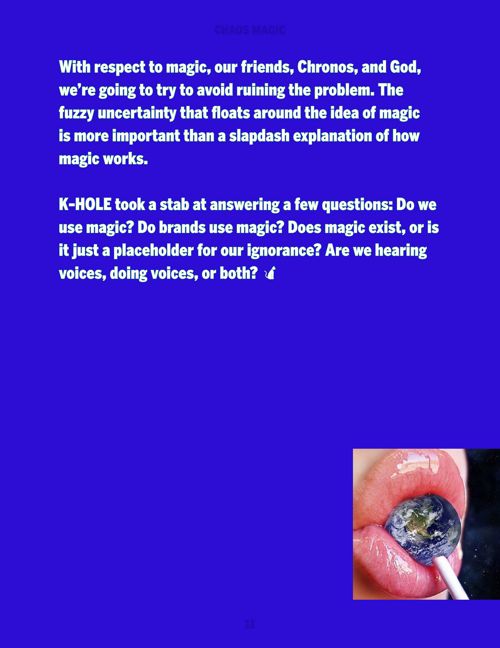 CHAOS MAGIC
With respect to magic, our friends, Chronos, and God,
we're going to try to avoid ruining the problem. The
fuzzy uncertainty that floats around the idea of magic
is more important than a slapdash explanation of how
magic works.
K-HOLE took a stab at answering a few questions: Do we
use magic? Do brands use magic? Does magic exist, or is
it just a placeholder for our ignorance? Are we hearing
voices, doing voices, or both?